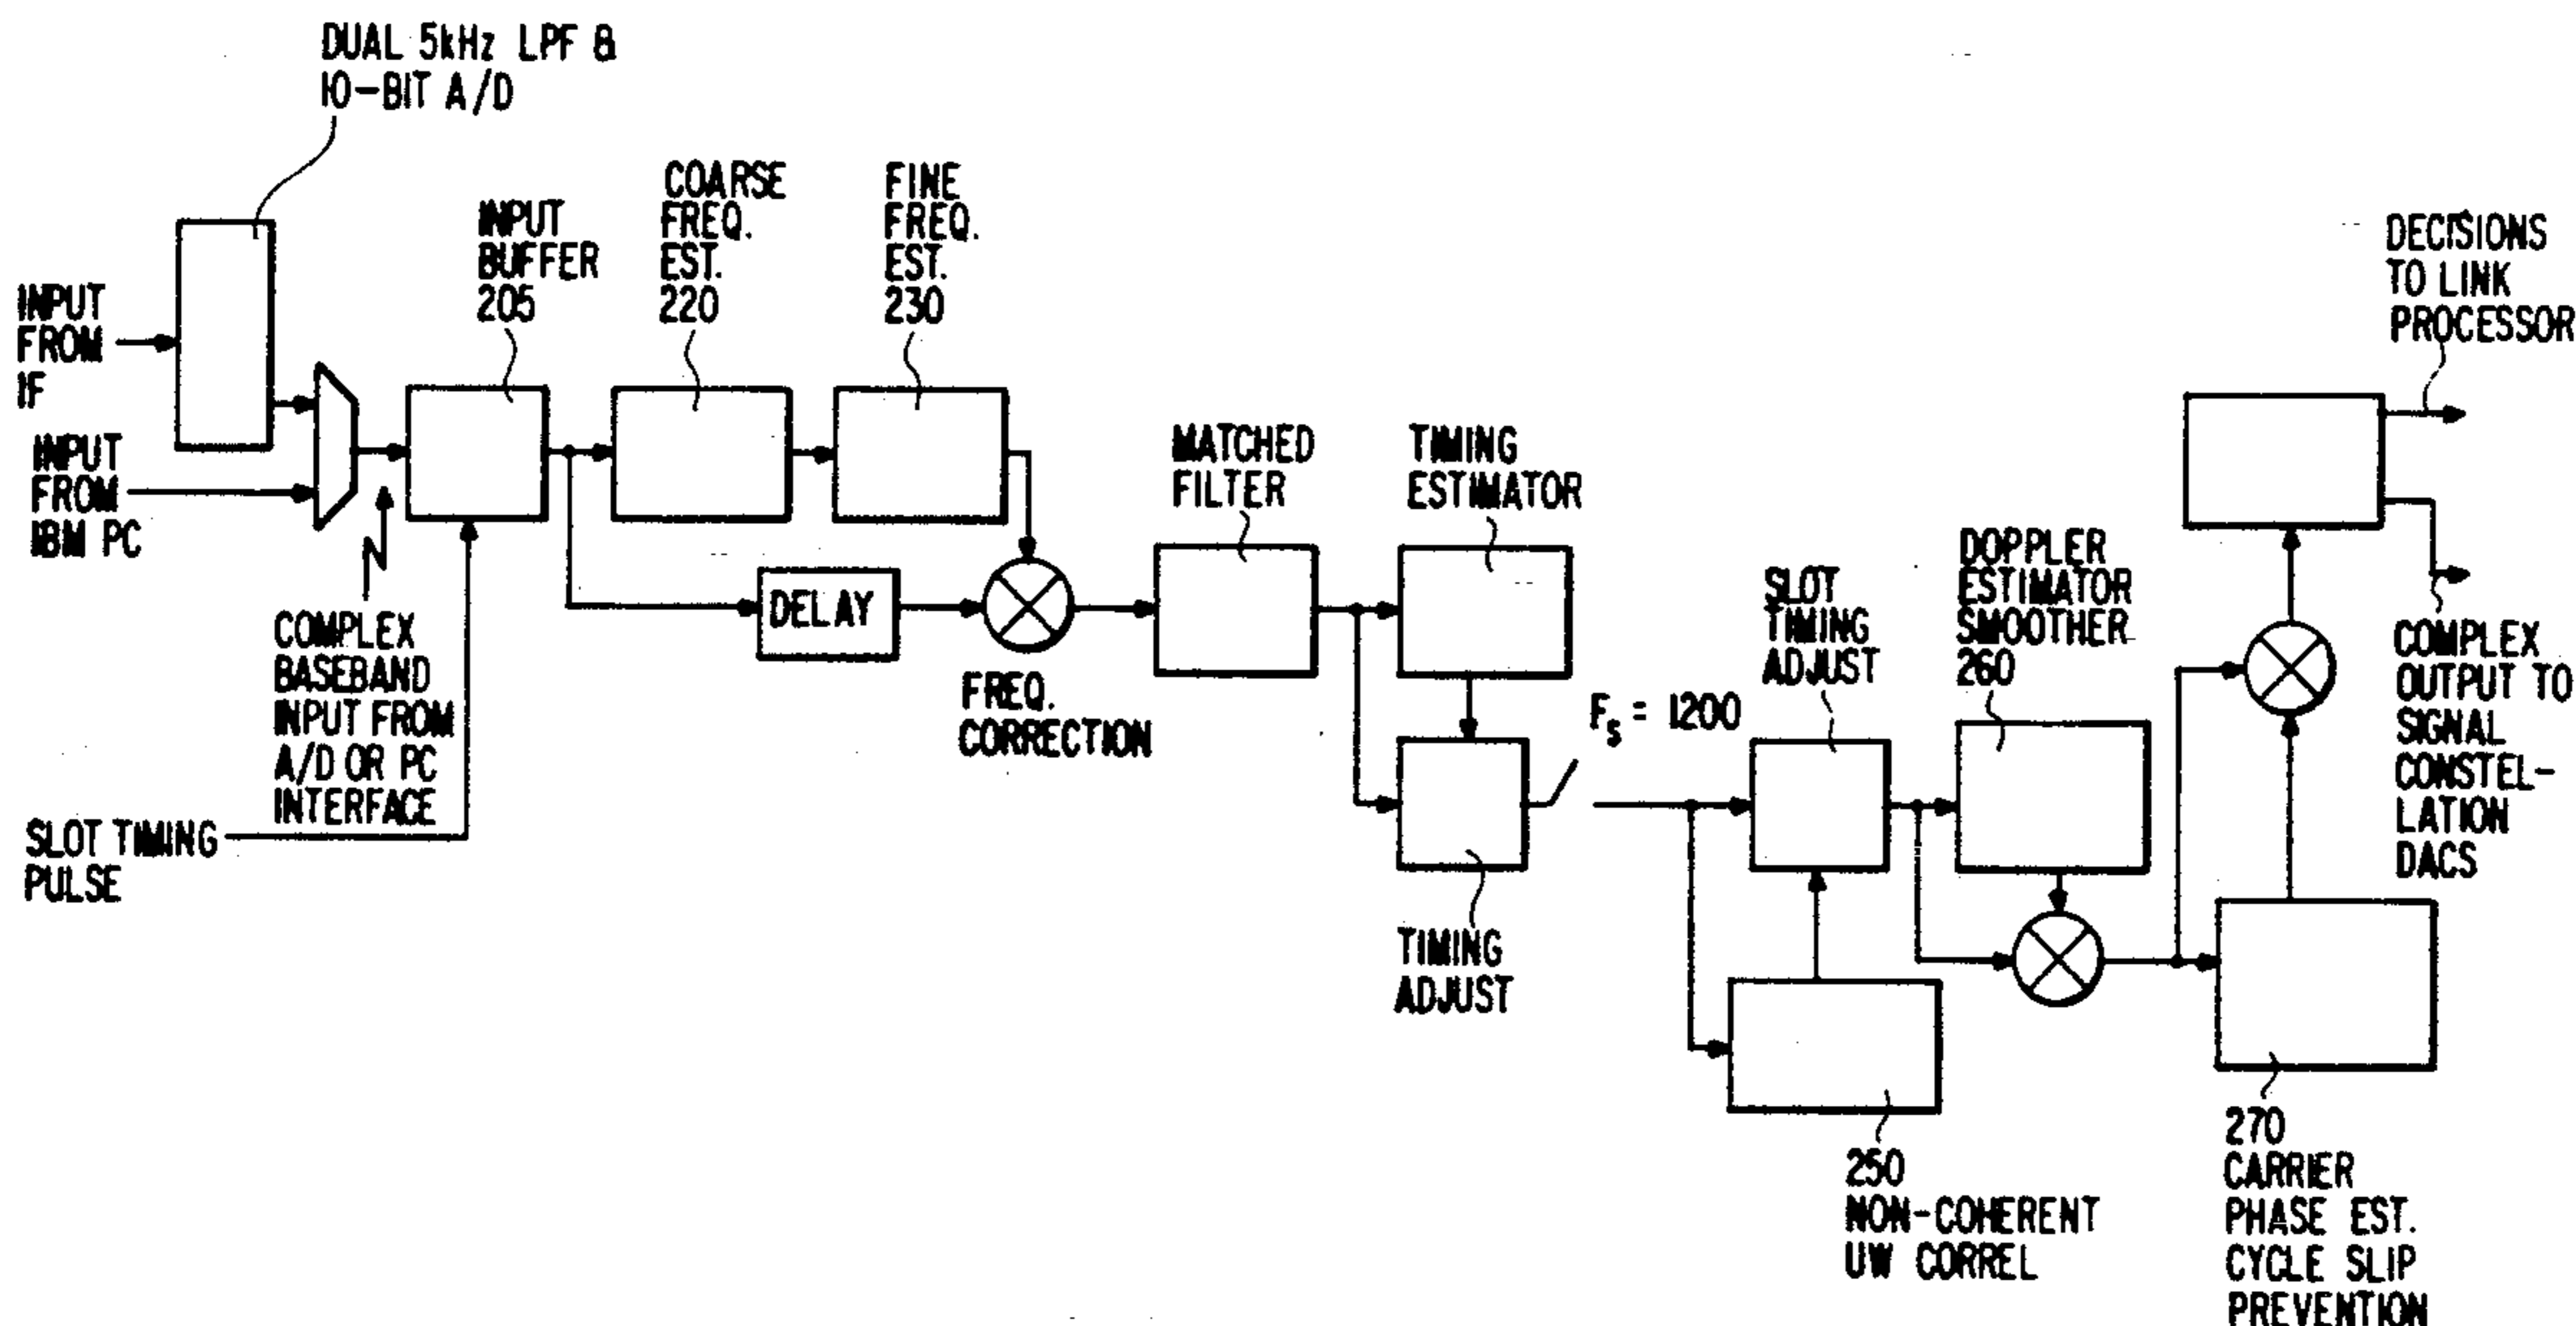 DUAL 5kHz LPF &
10-BIT A/D
INPUT
FROM
IF
INPUT
FROM
IBM PC
INPUT
BUFFER
205
COARSE
FREQ.
EST.
220
FINE
FREQ.
EST.
230
COMPLEX
BASEBAND
INPUT FROM
A/D OR PC
INTERFACE
SLOT TIMING
PULSE
DELAY
FREQ.
CORRECTION
MATCHED
FILTER
TIMING
ESTIMATOR
TIMING
ADJUST
Fs = 1200
SLOT
TIMING
ADJUST
DOPPLER
ESTIMATOR
SMOOTHER
260
250
NON-COHERENT
UW CORREL
DECISIONS
TO LINK
PROCESSOR
COMPLEX
OUTPUT TO
SIGNAL
CONSTEL-
LATION
DACS
270
CARRIER
PHASE EST.
CYCLE SLIP
PREVENTION